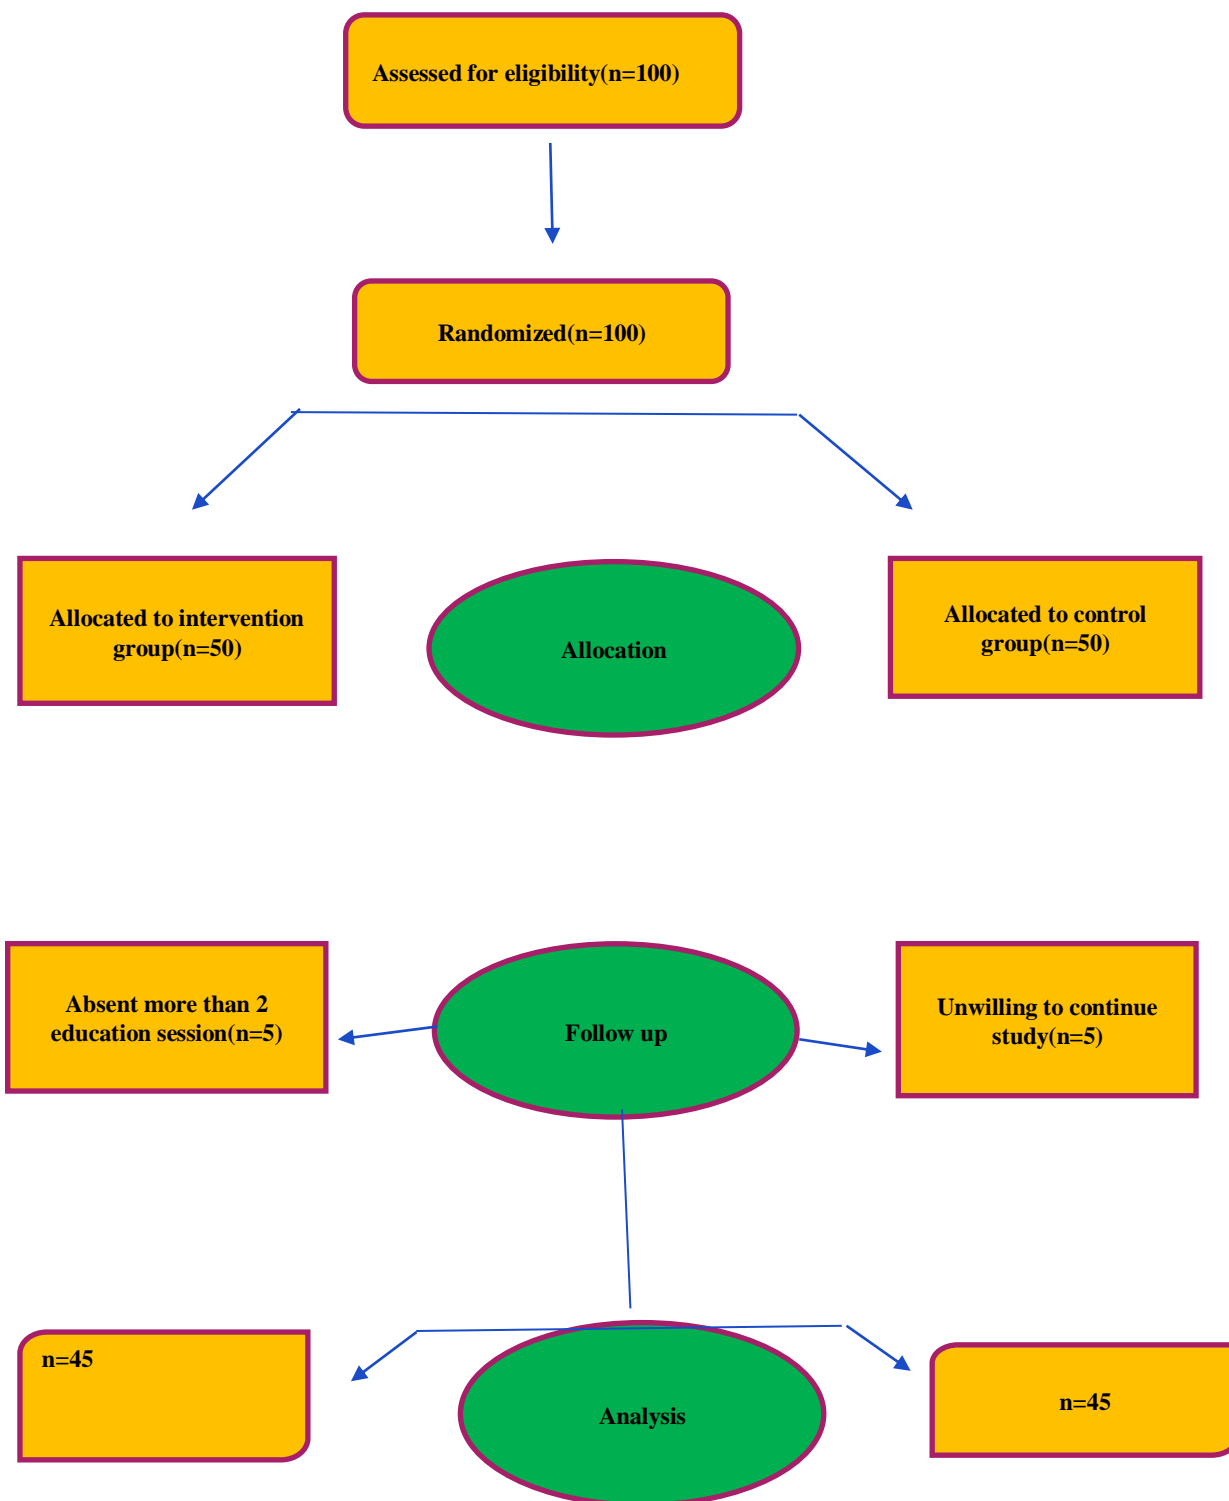 Assessed for eligibility(n=100)
Randomized(n=100)
Allocated to intervention
group(n=50)
Allocation
Allocated to control
group(n=50)
Absent more than 2
education session(n=5)
Follow up
Unwilling to continue
study(n=5)
n=45
Analysis
n=45